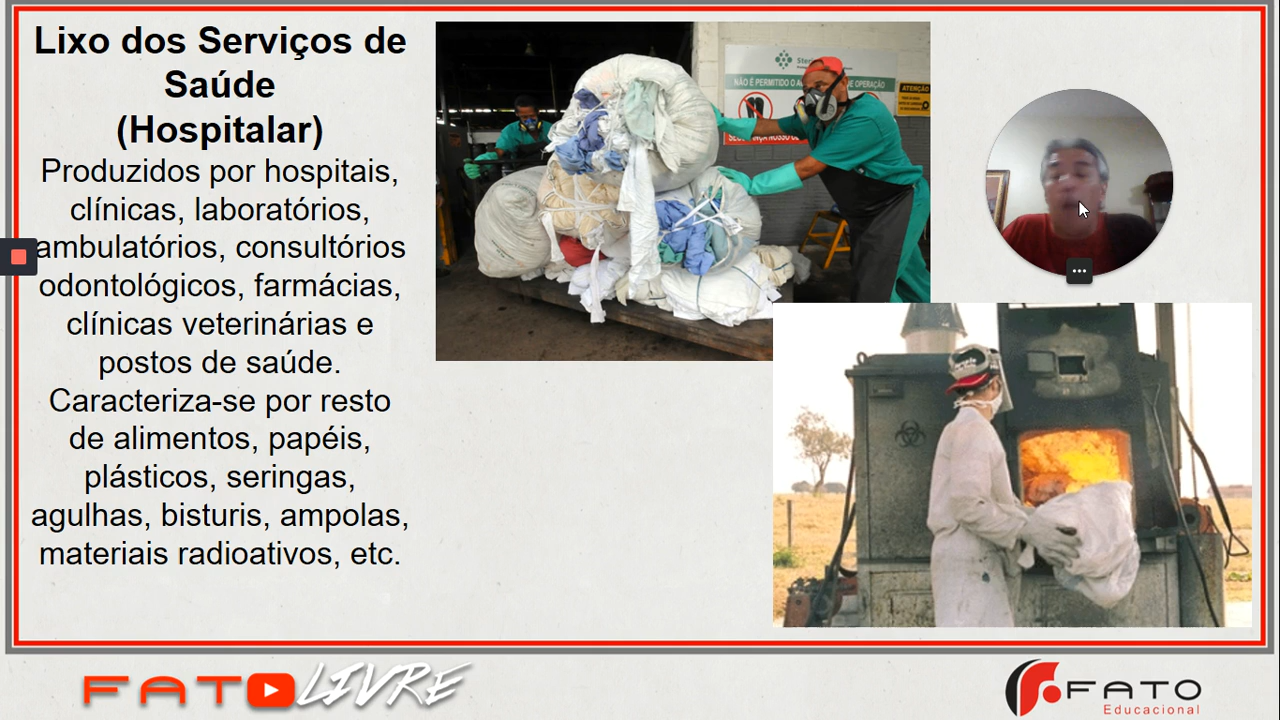 Lixo dos Serviços de
Saúde
(Hospitalar)
Produzidos por hospitais,
clínicas, laboratórios,
ambulatórios, consultórios
odontológicos, farmácias,
clínicas veterinárias e
postos de saúde.
Caracteriza-se por resto
de alimentos, papéis,
plásticos, seringas,
agulhas, bisturis, ampolas,
materiais radioativos, etc.
NÃO É PERMITIDO O
DE OPERAÇÃO
ATENÇÃO
FATO LIVRE
FATO
Educacional